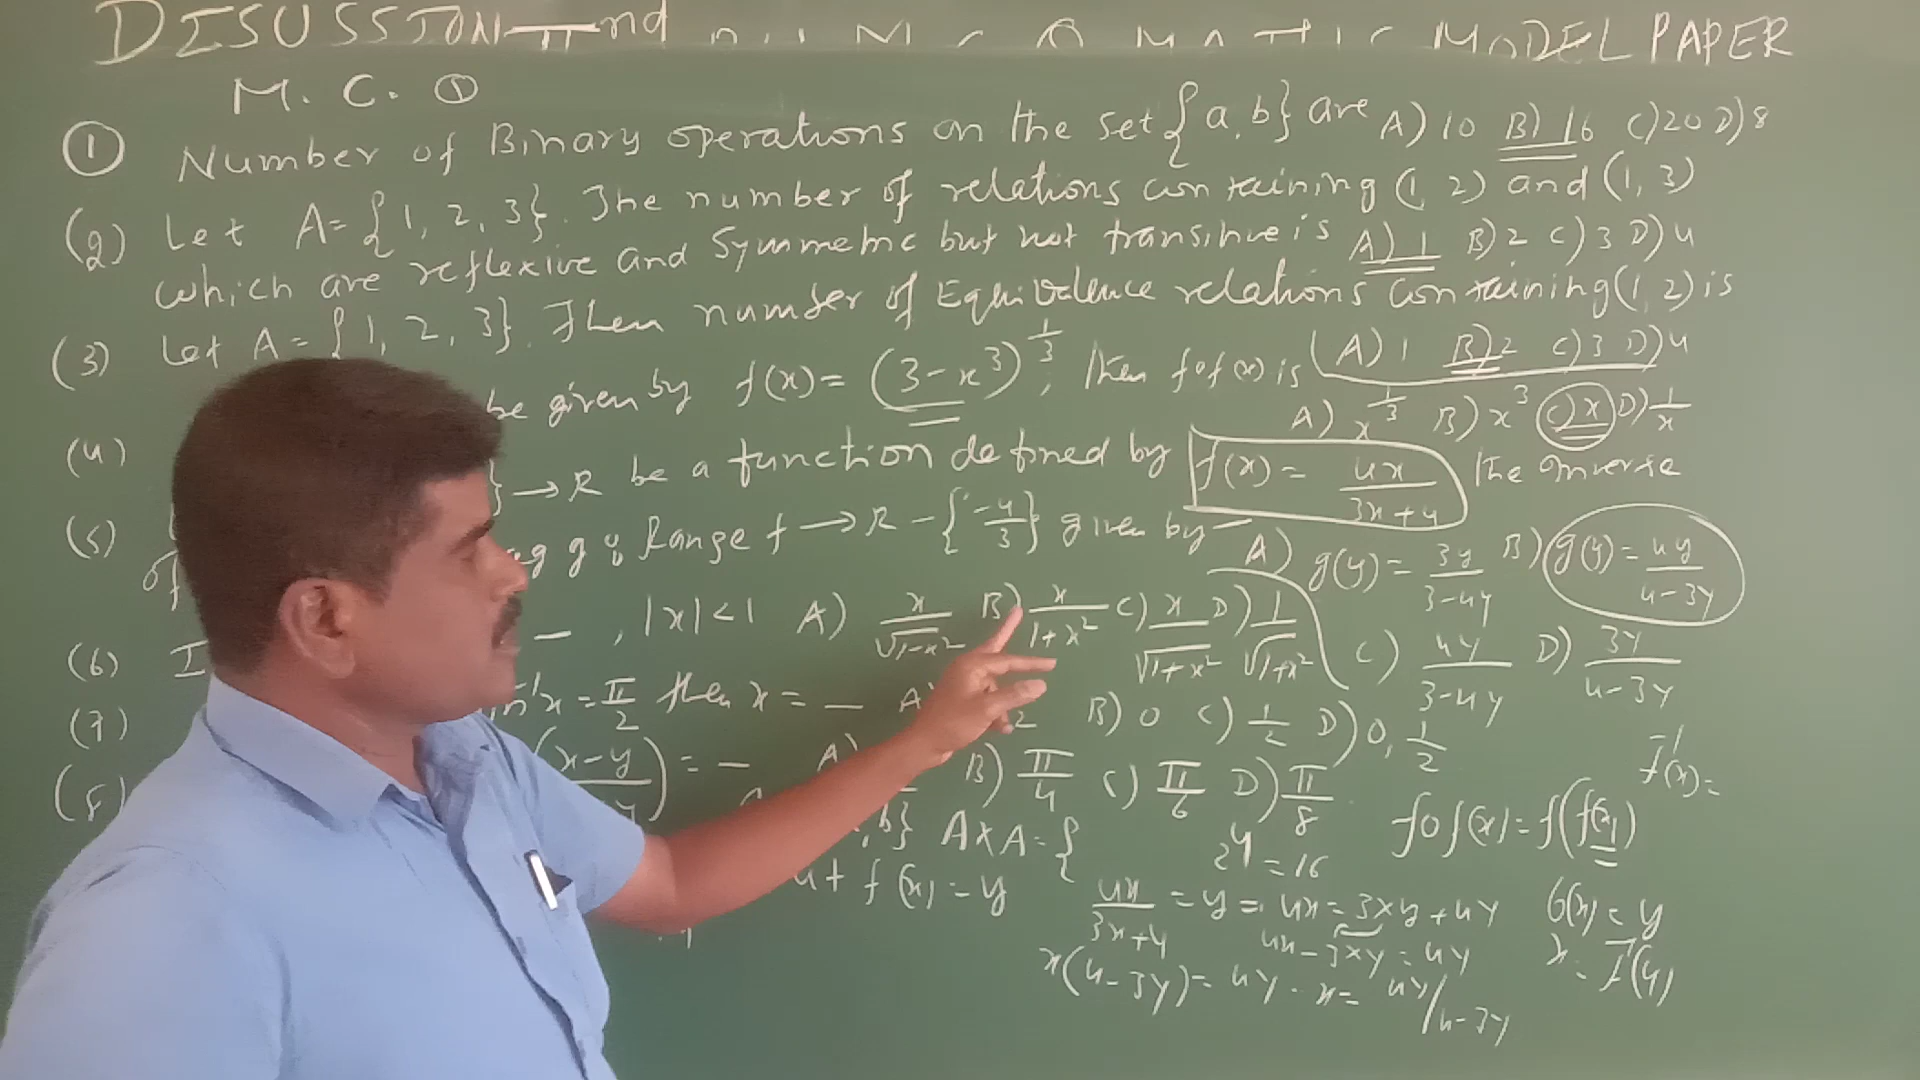 DISUSSION IInd MODEL PAPER
M. C. Q
(1) Number of Binary operations on the set {a, b} are A) 10 B) 16 C) 20 D) 8
(2) Let A = {1, 2, 3}. The number of relations containing (1, 2) and (1, 3)
which are reflexive and Symmetric but not transitive is A) 1 B) 2 C) 3 D) 4
(3) Let A = {1, 2, 3}. Then number of Equivalence relations containing (1, 2) is
(A) 1 B) 2 C) 3 D) 4
(4) be given by f(x) = (3 - x³)^(1/3), then fof(x) is
A) x^(1/3) B) x³ C) x D) 1/x
(5) } → R be a function defined by f(x) = 4x/(3x+4) the inverse
of g : Range f → R - {-4/3} given by - A) g(y) = 3y/(3-4y) B) g(y) = 4y/(4-3y)
C) 4y/(3-4y) D) 3y/(4-3y)
(6) — , |x| < 1 A) x/√(1-x²) B) x/(1+x²) C) x/√(1+x²) D) 1/√(1+x²)
(7) x = π/2 then x = — B) 0 C) 1/2 D) 0, 1/2
(8) = — B) π/4 C) π/6 D) π/8
f⁻¹(x) =
fof(x) = f(f(x))
b} A×A = {
2⁴ = 16
f(x) = y
4x/(3x+4) = y = 4x = 3xy + 4y
4x - 3xy = 4y
x(4-3y) = 4y . x = 4y/4-3y
6(x) = y
x = f⁻¹(y)